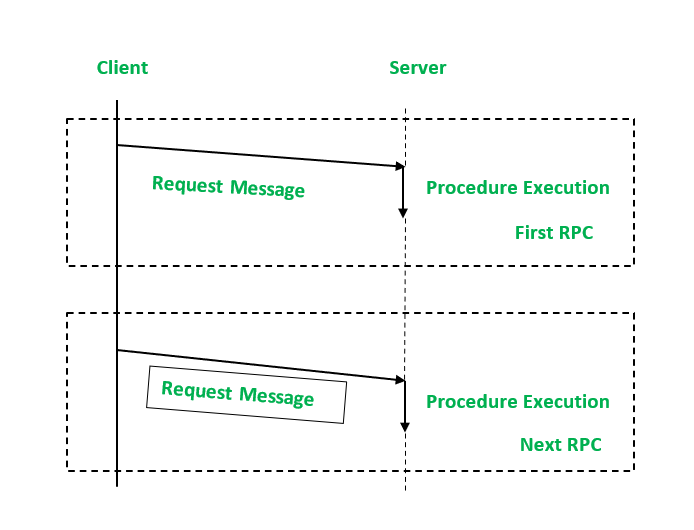 Client
Server
Request Message
Procedure Execution
First RPC
Request Message
Procedure Execution
Next RPC